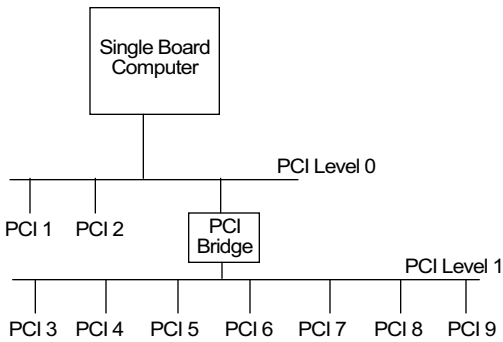 Single Board
Computer
PCI Level 0
PCI 1
PCI 2
PCI
Bridge
PCI Level 1
PCI 3
PCI 4
PCI 5
PCI 6
PCI 7
PCI 8
PCI 9